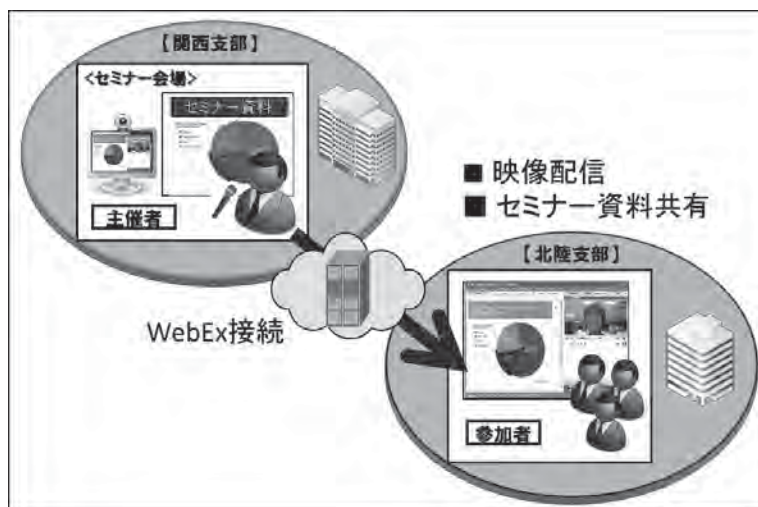 【関西支部】
<セミナー会場>
セミナー資料
主催者
■ 映像配信
■ セミナー資料共有
【北陸支部】
WebEx接続
参加者